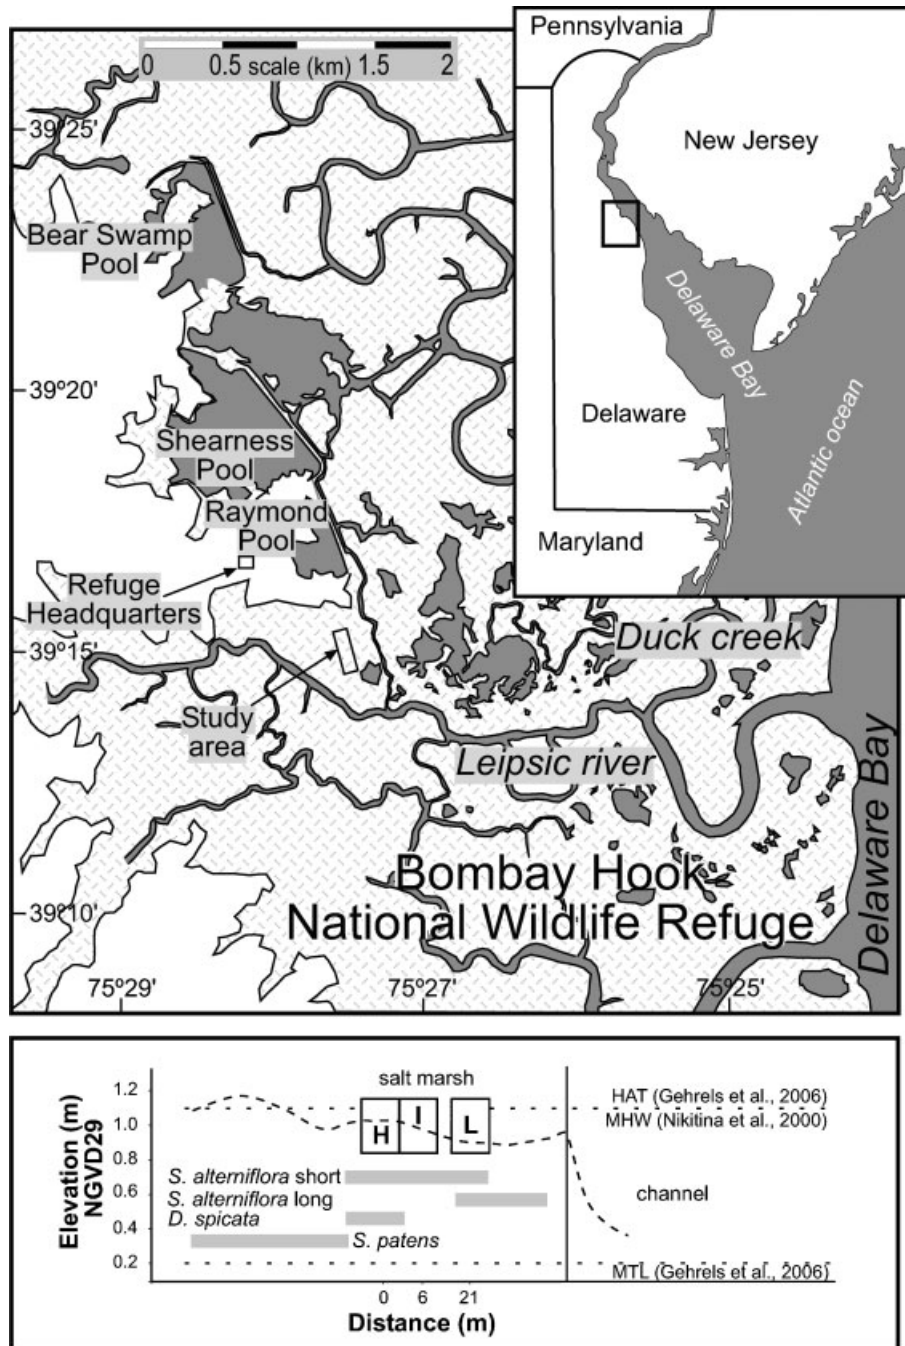 Pennsylvania
New Jersey
Delaware Bay
Delaware
Atlantic ocean
Maryland
0 0.5 scale (km) 1.5 2
39°25'
Bear Swamp
Pool
39°20'
Shearness
Pool
Raymond
Pool
Refuge
Headquarters
39°15'
Duck creek
Study
area
Leipsic river
Delaware Bay
Bombay Hook
National Wildlife Refuge
39°10'
75°29' 75°27' 75°25'
salt marsh
Elevation (m)
NGVD29
1.2
1.0
0.8
0.6
0.4
0.2
H I L
HAT (Gehrels et al., 2006)
MHW (Nikitina et al., 2000)
S. alterniflora short
S. alterniflora long
D. spicata
S. patens
channel
MTL (Gehrels et al., 2006)
0 6 21
Distance (m)